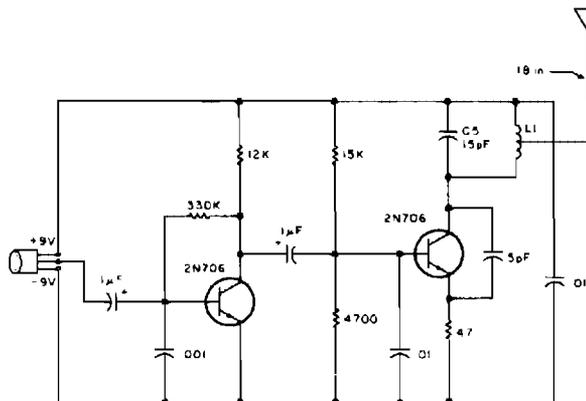 18 in
C5
15pF
L1
12K
15K
330K
2N706
+9V
1µF
2N706
1µF
5pF
-9V
.01
4700
47
.001
.01